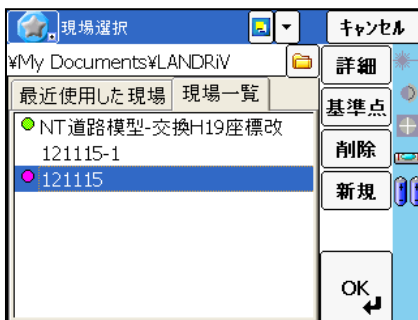 現場選択
キャンセル
¥My Documents¥LANDRiV
詳細
最近使用した現場 現場一覧
基準点
NT道路模型-交換H19座標改
121115-1
削除
121115
新規
OK